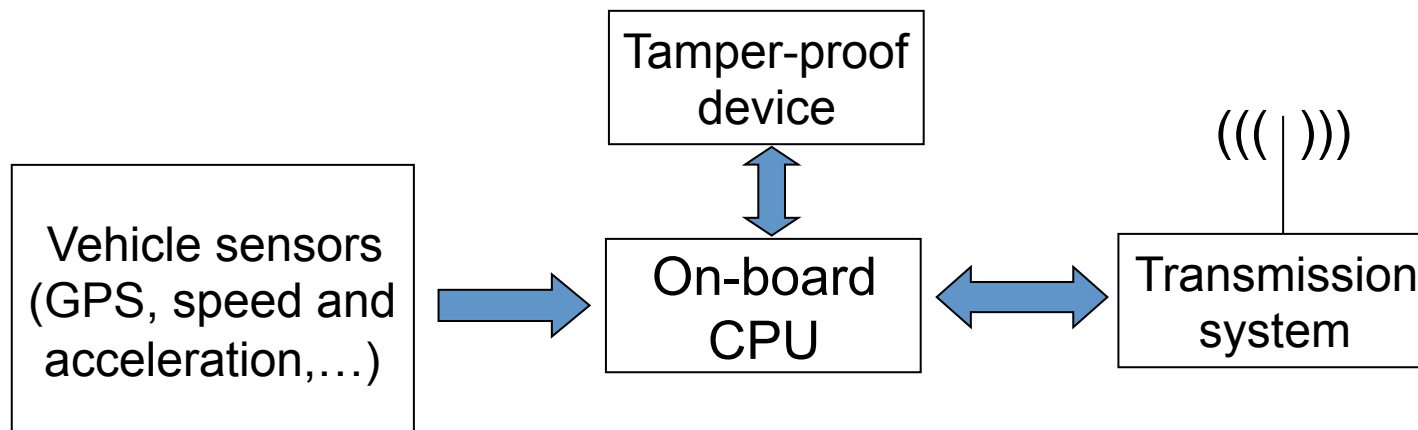 Tamper-proof
device
((( )))
Vehicle sensors
(GPS, speed and
acceleration,…)
On-board
CPU
Transmission
system